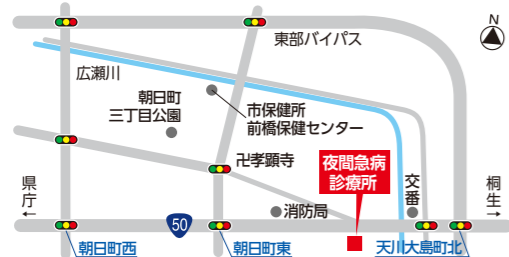 N
東部バイパス
広瀬川
朝日町
三丁目公園
市保健所
前橋保健センター
卍孝顕寺
夜間急病
診療所
交番
県庁
←
桐生
→
50
消防局
朝日町西
朝日町東
天川大島町北